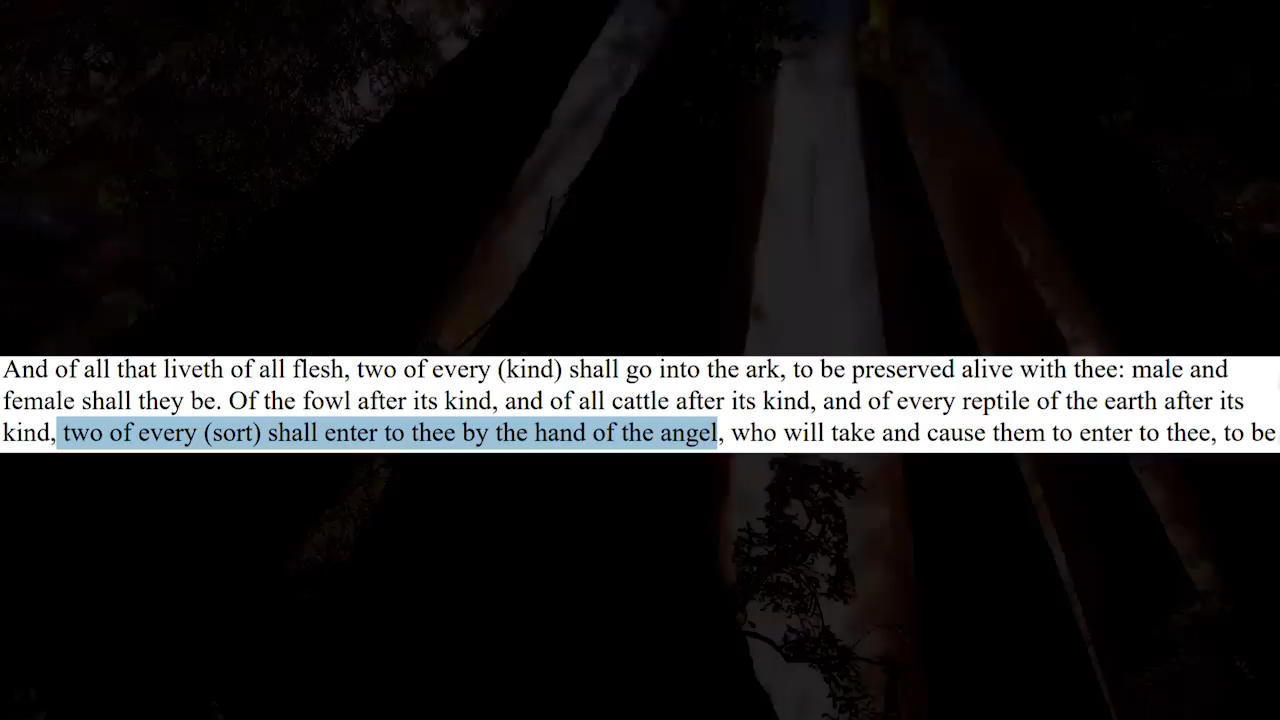 And of all that liveth of all flesh, two of every (kind) shall go into the ark, to be preserved alive with thee: male and
female shall they be. Of the fowl after its kind, and of all cattle after its kind, and of every reptile of the earth after its
kind, two of every (sort) shall enter to thee by the hand of the angel, who will take and cause them to enter to thee, to be